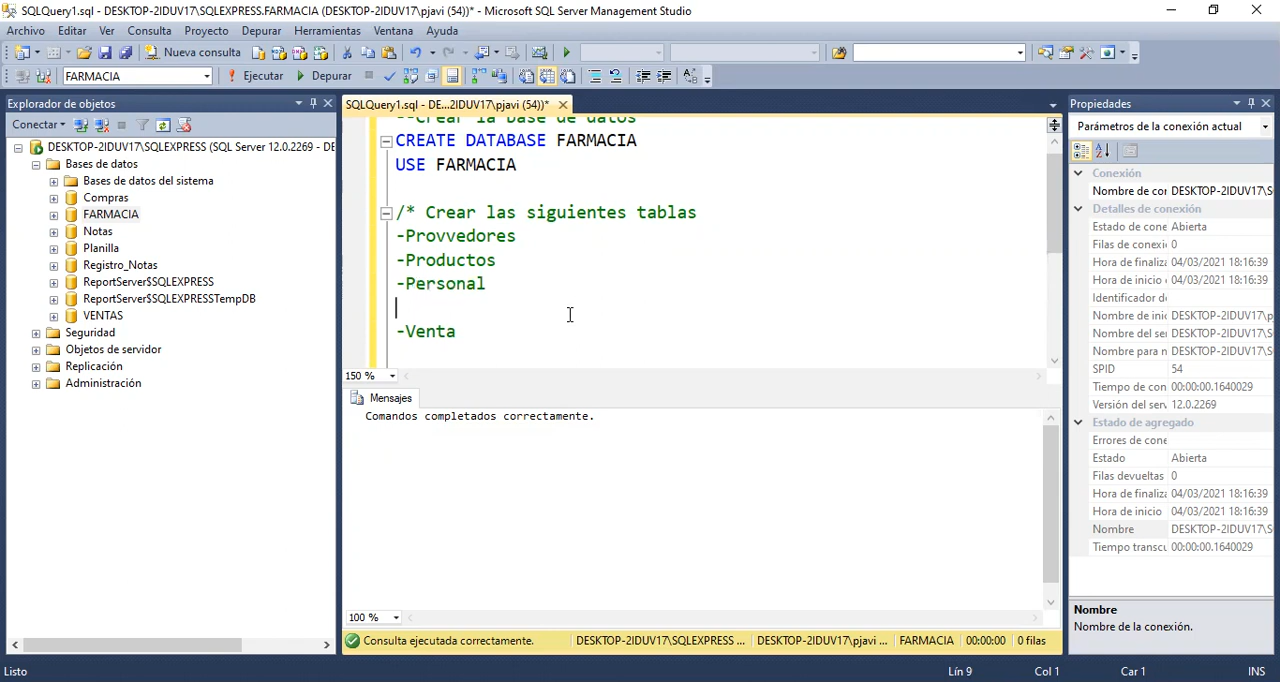 SQLQuery1.sql - DESKTOP-2IDUV17\SQLEXPRESS.FARMACIA (DESKTOP-2IDUV17\pjavi (54))* - Microsoft SQL Server Management Studio
Archivo Editar Ver Consulta Proyecto Depurar Herramientas Ventana Ayuda
Nueva consulta
FARMACIA Ejecutar Depurar
Explorador de objetos
Conectar
DESKTOP-2IDUV17\SQLEXPRESS (SQL Server 12.0.2269 - DE
Bases de datos
Bases de datos del sistema
Compras
FARMACIA
Notas
Planilla
Registro_Notas
ReportServer$SQLEXPRESS
ReportServer$SQLEXPRESSTempDB
VENTAS
Seguridad
Objetos de servidor
Replicación
Administración
SQLQuery1.sql - DE...2IDUV17\pjavi (54))*
--Crear la base de datos
CREATE DATABASE FARMACIA
USE FARMACIA
/* Crear las siguientes tablas
-Provvedores
-Productos
-Personal
-Venta
150 %
Mensajes
Comandos completados correctamente.
100 %
Consulta ejecutada correctamente. DESKTOP-2IDUV17\SQLEXPRESS ... DESKTOP-2IDUV17\pjavi ... FARMACIA 00:00:00 0 filas
Propiedades
Parámetros de la conexión actual
Conexión
Nombre de cor DESKTOP-2IDUV17\S
Detalles de conexión
Estado de cone Abierta
Filas de conexi 0
Hora de finaliz 04/03/2021 18:16:39
Hora de inicio 04/03/2021 18:16:39
Identificador d
Nombre de ini DESKTOP-2IDUV17\p
Nombre del se DESKTOP-2IDUV17\S
Nombre para n DESKTOP-2IDUV17\S
SPID 54
Tiempo de con 00:00:00.1640029
Versión del ser 12.0.2269
Estado de agregado
Errores de cone
Estado Abierta
Filas devueltas 0
Hora de finaliz 04/03/2021 18:16:39
Hora de inicio 04/03/2021 18:16:39
Nombre DESKTOP-2IDUV17\S
Tiempo transcu 00:00:00.1640029
Nombre
Nombre de la conexión.
Listo Lín 9 Col 1 Car 1 INS